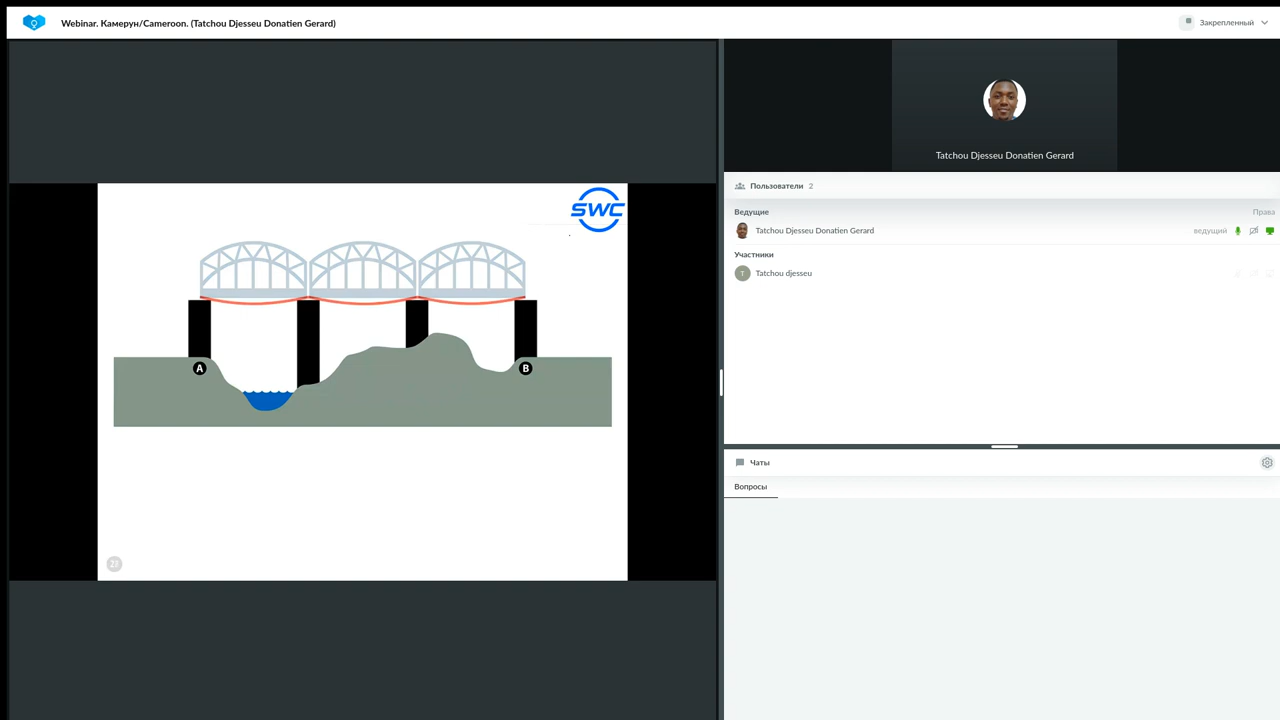 Webinar. Камерун/Cameroon. (Tatchou Djesseu Donatien Gerard)
Закрепленный
SWC
A
B
22
Tatchou Djesseu Donatien Gerard
Пользователи 2
Ведущие Права
Tatchou Djesseu Donatien Gerard ведущий
Участники
T Tatchou djesseu
Чаты
Вопросы